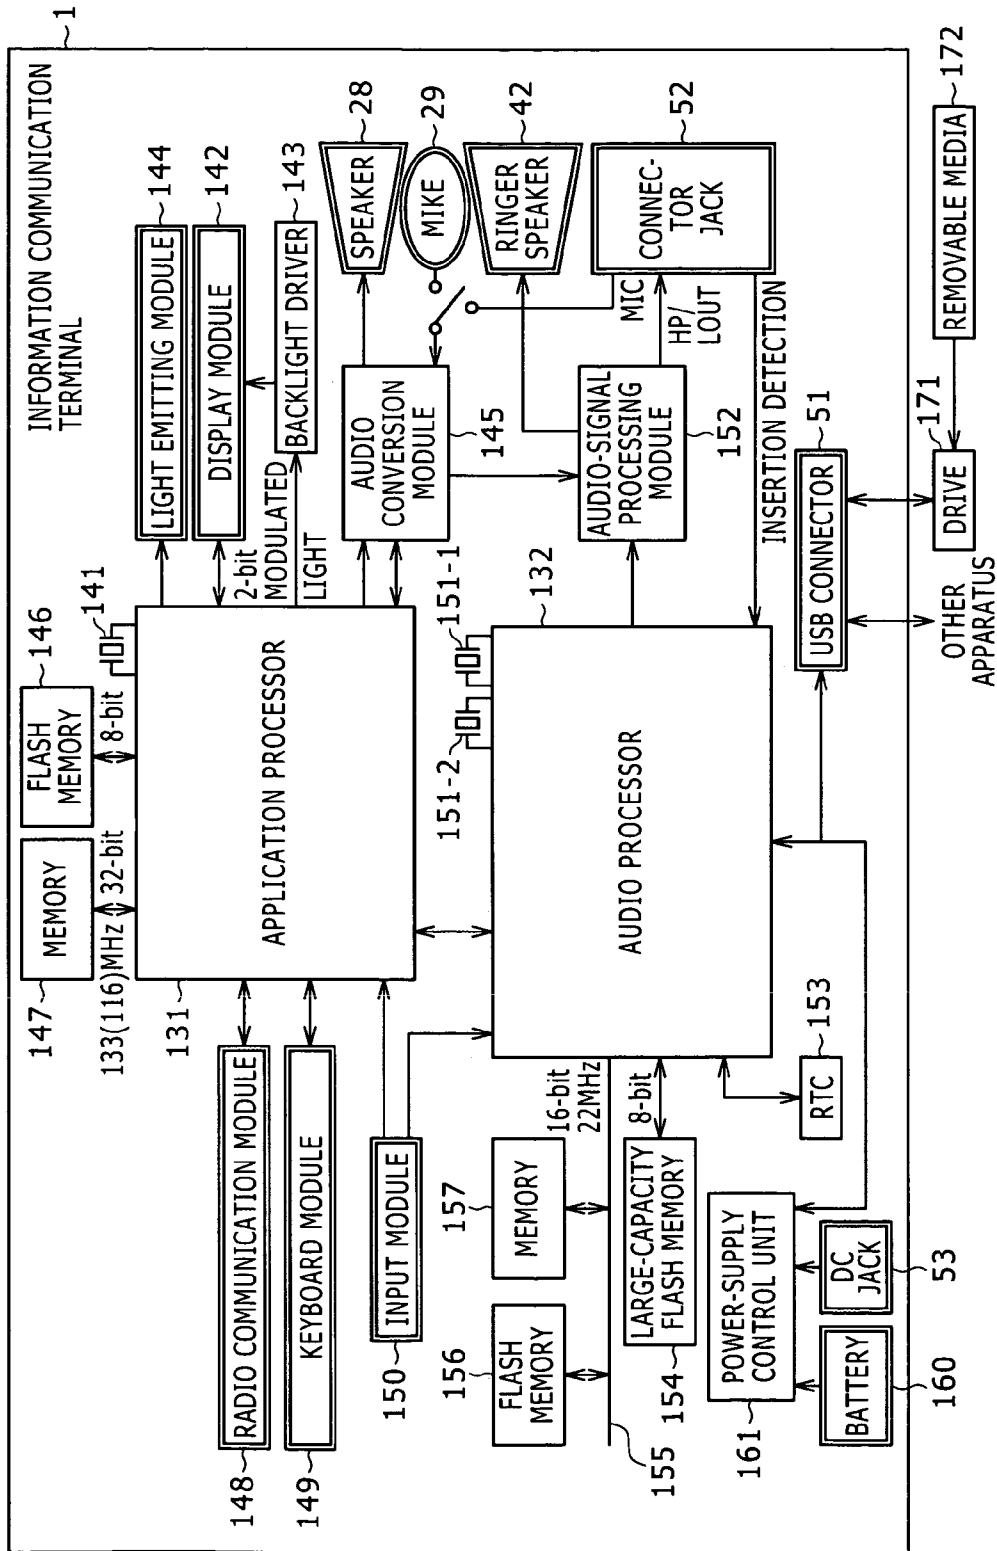 1
INFORMATION COMMUNICATION
TERMINAL
146
FLASH
MEMORY
8-bit
141
147
MEMORY
133(116)MHz
32-bit
131
APPLICATION PROCESSOR
LIGHT EMITTING MODULE
144
DISPLAY MODULE
142
2-bit
MODULATED
LIGHT
BACKLIGHT DRIVER
143
148
RADIO COMMUNICATION MODULE
149
KEYBOARD MODULE
150
INPUT MODULE
AUDIO
CONVERSION
MODULE
145
SPEAKER
28
MIKE
29
RINGER
SPEAKER
42
151-1
151-2
132
AUDIO PROCESSOR
AUDIO-SIGNAL
PROCESSING
MODULE
152
MIC
HP/
LOUT
CONNEC-
TOR
JACK
52
INSERTION DETECTION
156
FLASH
MEMORY
157
MEMORY
16-bit
22MHz
155
154
LARGE-CAPACITY
FLASH MEMORY
8-bit
RTC
153
161
POWER-SUPPLY
CONTROL UNIT
BATTERY
160
DC
JACK
53
USB CONNECTOR
51
OTHER
APPARATUS
DRIVE
171
REMOVABLE MEDIA
172